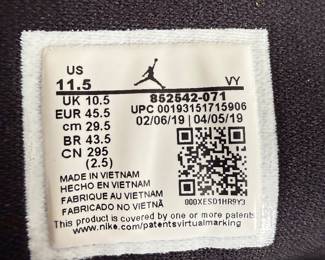 US
11.5 VY
UK 10.5 852542-071
EUR 45.5 UPC 00193151715906
cm 29.5 02/06/19 | 04/05/19
BR 43.5
CN 295
(2.5)
MADE IN VIETNAM
HECHO EN VIETNAM
FABRIQUÉ AU VIETNAM
FABRICADO NO VIETNÃ
000XES01HR9Y3
This product is covered by one or more patents
www.nike.com/patentsvirtualmarking